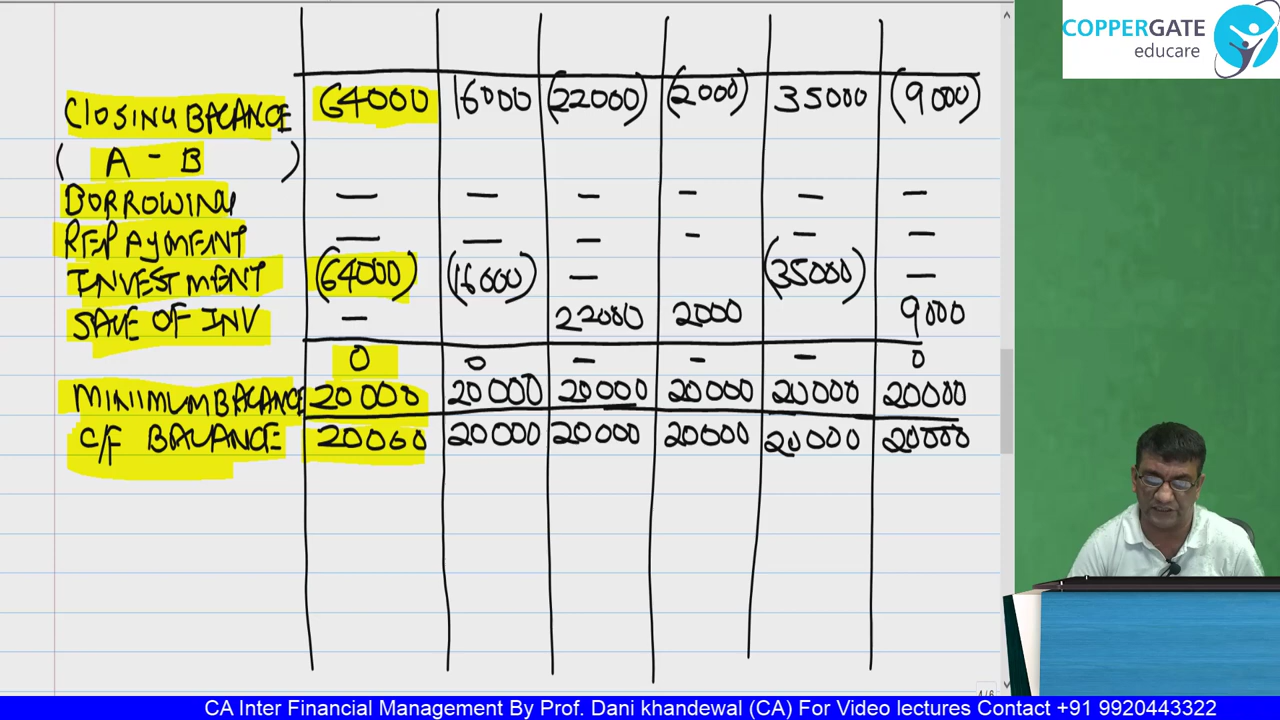 COPPERGATE
educare
CLOSING BALANCE 64000 16000 (22000) (2000) 35000 (9000)
( A - B )
BORROWING — — — — — —
REPAYMENT — — — — — —
INVESTMENT (64000) (16000) — (35000) —
SALE OF INV — 22000 2000 9000
0 0 — — — 0
MINIMUM BALANCE 20000 20000 20000 20000 20000 20000
C/F BALANCE 20000 20000 20000 20000 20000 20000
4/6
CA Inter Financial Management By Prof. Dani khandewal (CA) For Video lectures Contact +91 9920443322